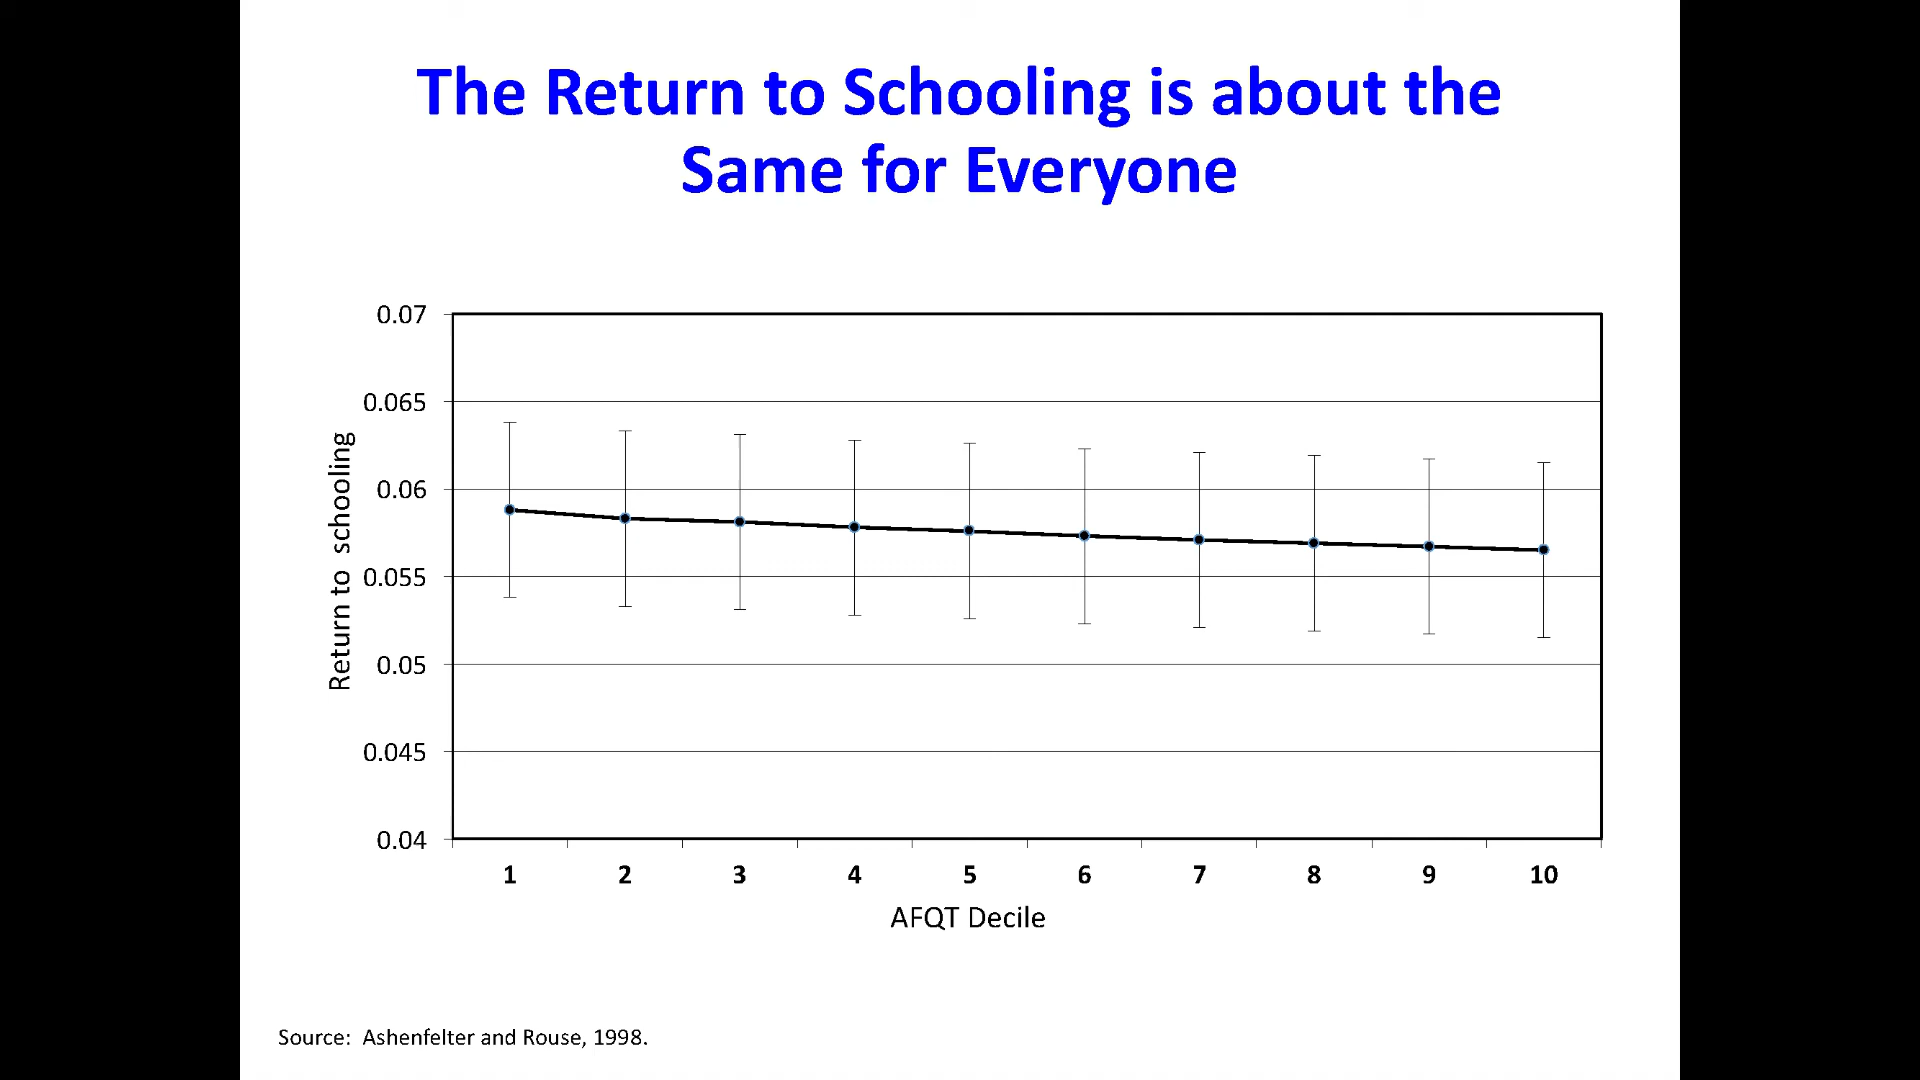 The Return to Schooling is about the
Same for Everyone
0.07
0.065
0.06
0.055
0.05
0.045
0.04
Return to schooling
1 2 3 4 5 6 7 8 9 10
AFQT Decile
Source: Ashenfelter and Rouse, 1998.